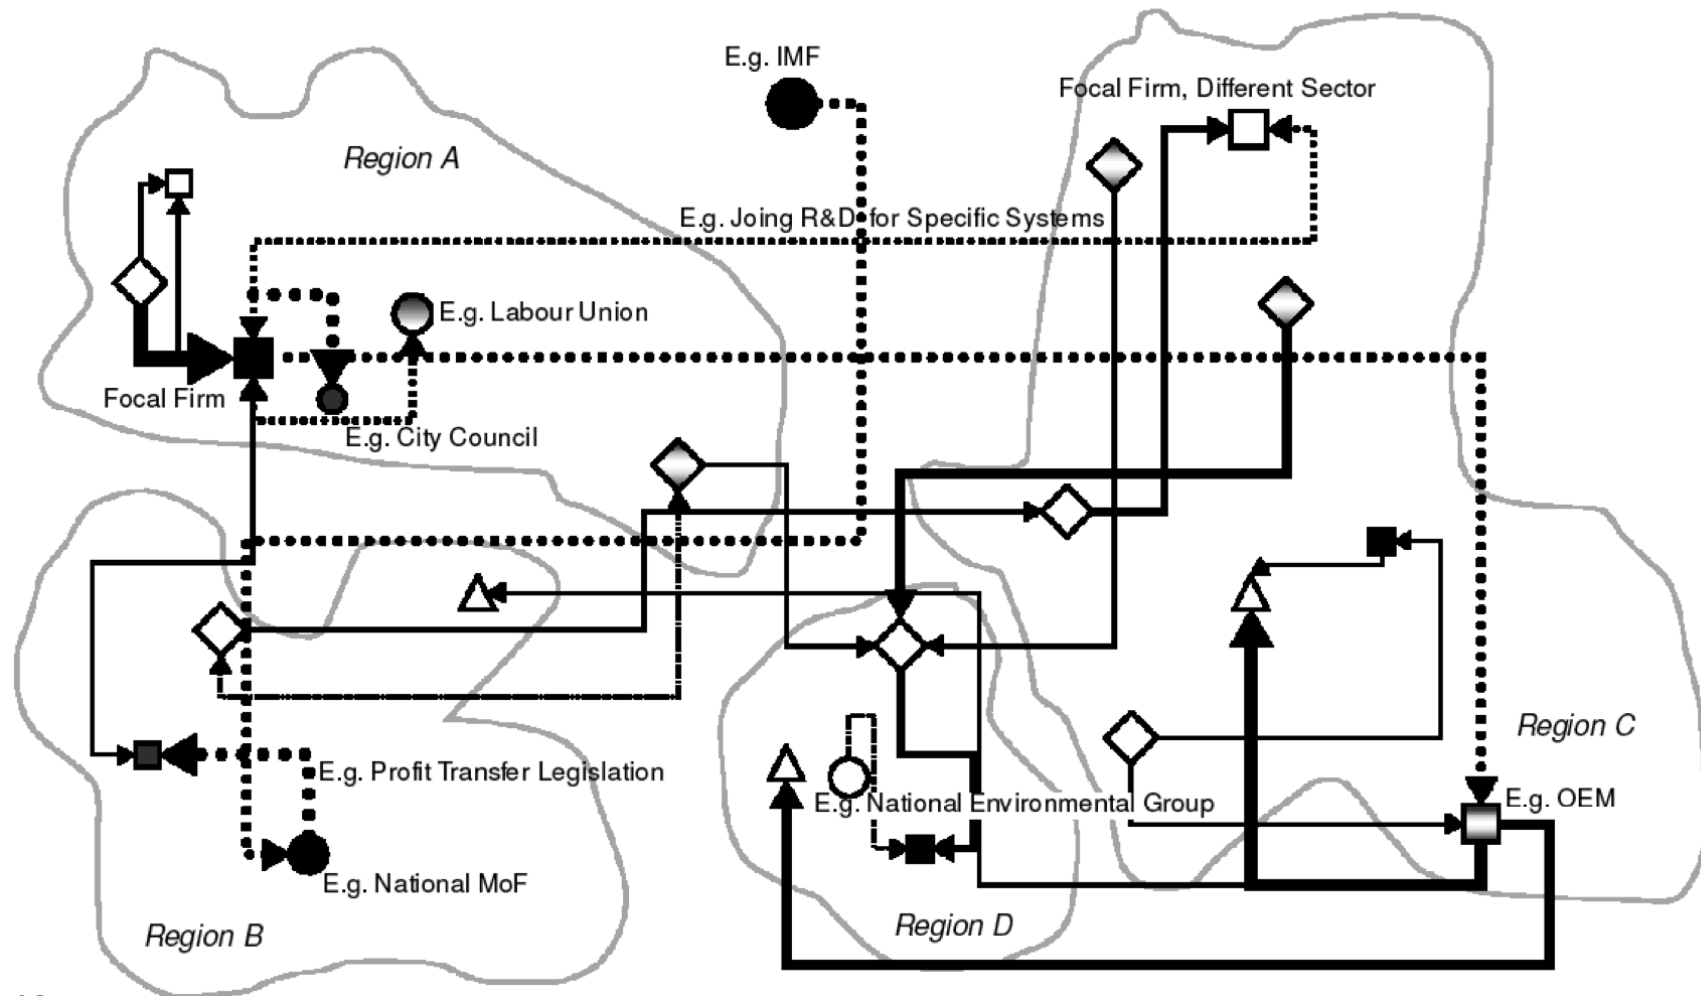 E.g. IMF
Focal Firm, Different Sector
Region A
E.g. Joing R&D for Specific Systems
E.g. Labour Union
Focal Firm
E.g. City Council
Region C
E.g. Profit Transfer Legislation
E.g. National Environmental Group
E.g. OEM
E.g. National MoF
Region D
Region B